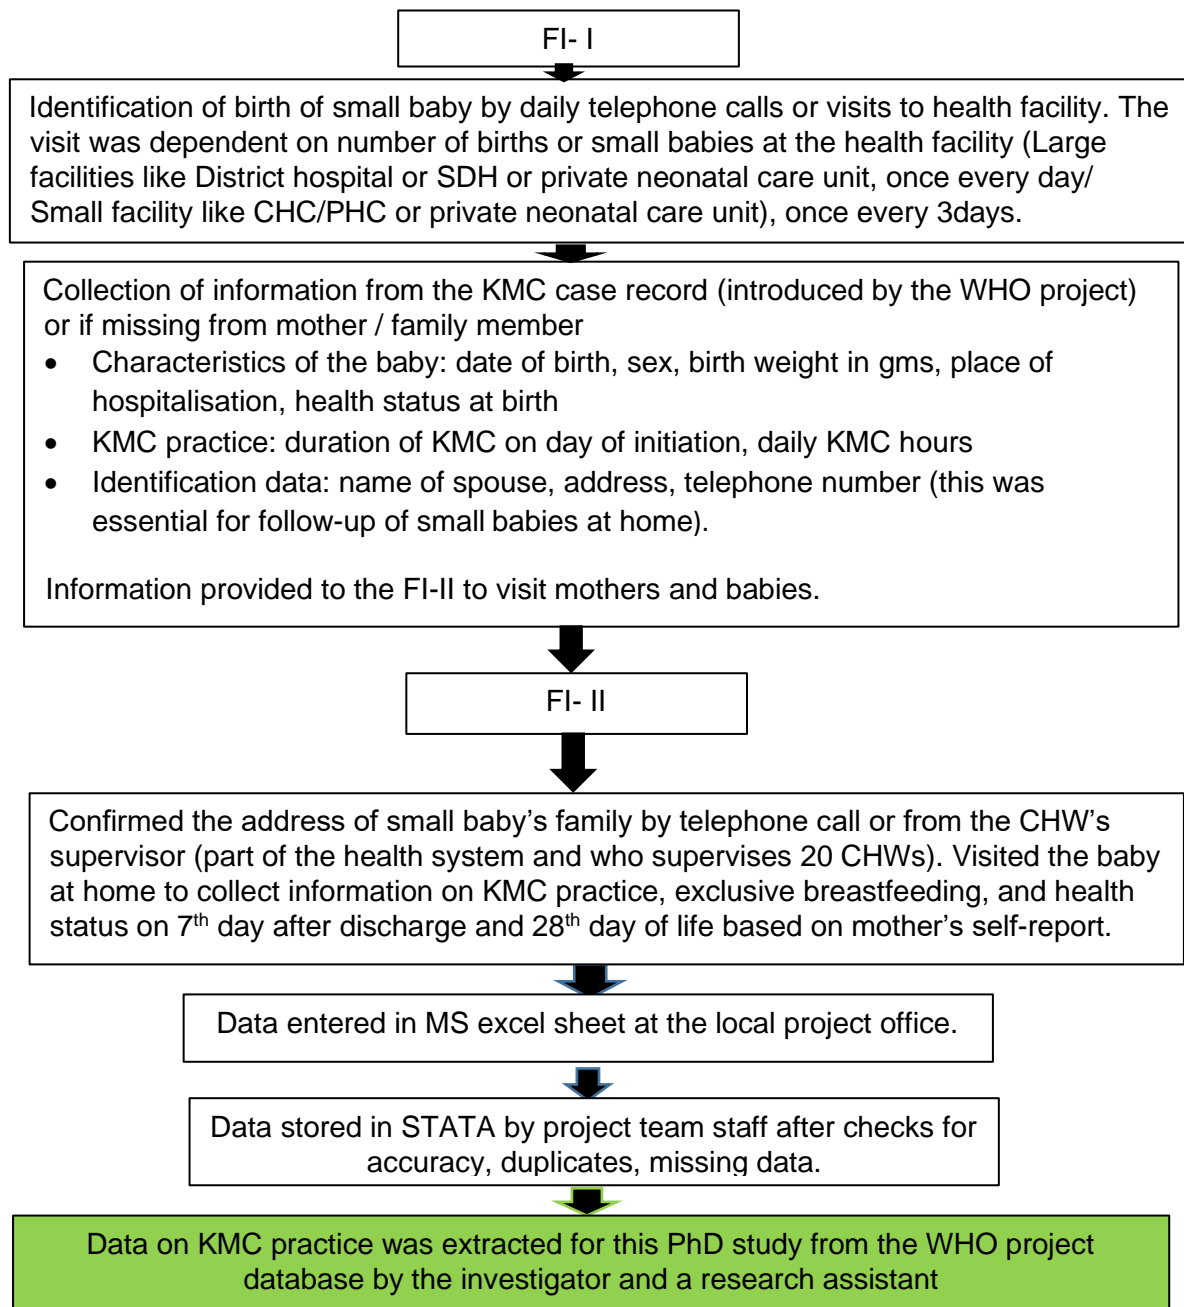 FI- I
Identification of birth of small baby by daily telephone calls or visits to health facility. The
visit was dependent on number of births or small babies at the health facility (Large
facilities like District hospital or SDH or private neonatal care unit, once every day/
Small facility like CHC/PHC or private neonatal care unit), once every 3days.
Collection of information from the KMC case record (introduced by the WHO project)
or if missing from mother / family member
• Characteristics of the baby: date of birth, sex, birth weight in gms, place of
hospitalisation, health status at birth
• KMC practice: duration of KMC on day of initiation, daily KMC hours
• Identification data: name of spouse, address, telephone number (this was
essential for follow-up of small babies at home).
Information provided to the FI-II to visit mothers and babies.
FI- II
Confirmed the address of small baby’s family by telephone call or from the CHW’s
supervisor (part of the health system and who supervises 20 CHWs). Visited the baby
at home to collect information on KMC practice, exclusive breastfeeding, and health
status on 7th day after discharge and 28th day of life based on mother’s self-report.
Data entered in MS excel sheet at the local project office.
Data stored in STATA by project team staff after checks for
accuracy, duplicates, missing data.
Data on KMC practice was extracted for this PhD study from the WHO project
database by the investigator and a research assistant